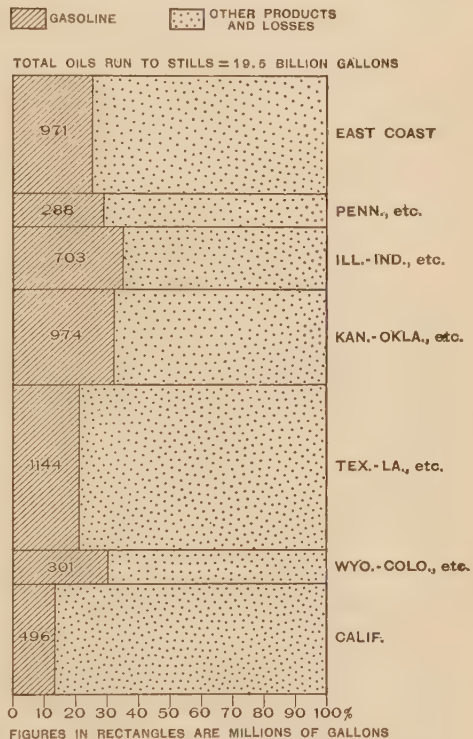 GASOLINE
OTHER PRODUCTS
AND LOSSES
TOTAL OILS RUN TO STILLS = 19.5 BILLION GALLONS
971
EAST COAST
288
PENN., etc.
703
ILL.-IND., etc.
974
KAN.-OKLA., etc.
1144
TEX.-LA., etc.
301
WYO.-COLO., etc.
496
CALIF.
0 10 20 30 40 50 60 70 80 90 100%
FIGURES IN RECTANGLES ARE MILLIONS OF GALLONS